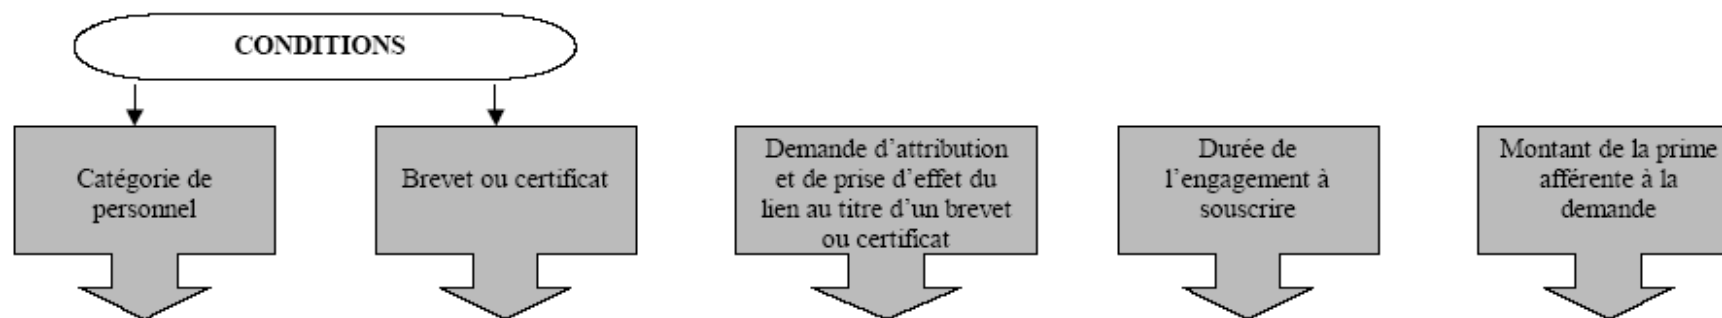 CONDITIONS
Catégorie de
personnel
Brevet ou certificat
Demande d’attribution
et de prise d’effet du
lien au titre d’un brevet
ou certificat
Durée de
l’engagement à
souscrire
Montant de la prime
afférente à la
demande